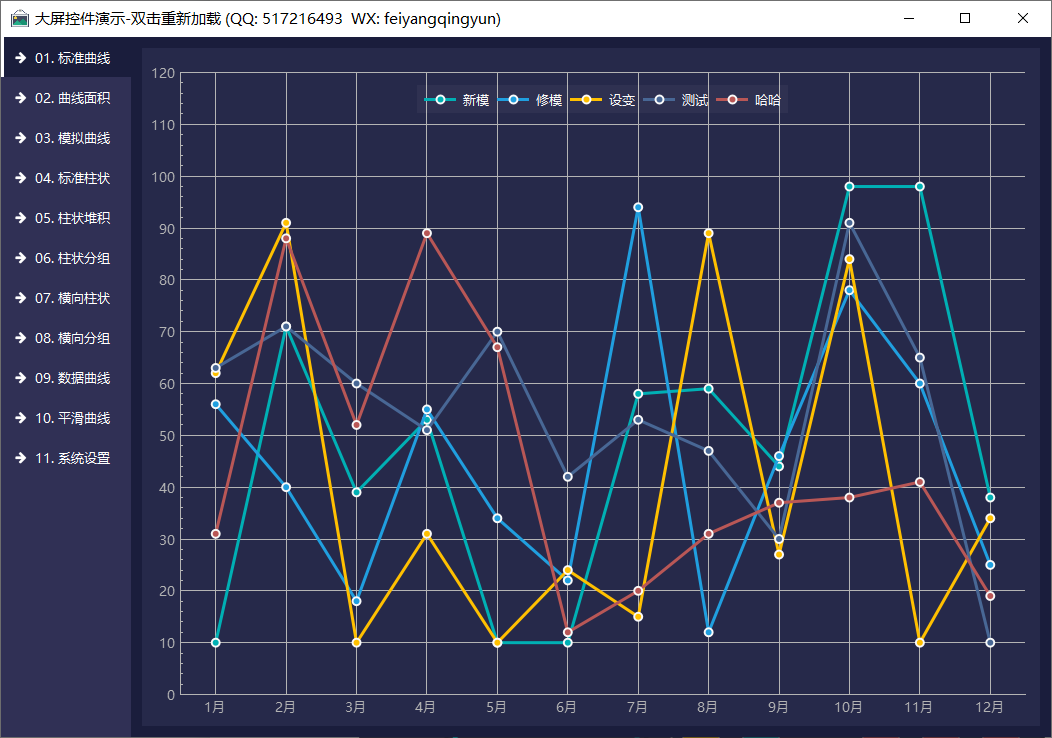 大屏控件演示-双击重新加载 (QQ: 517216493  WX: feiyangqingyun)
01. 标准曲线
02. 曲线面积
03. 模拟曲线
04. 标准柱状
05. 柱状堆积
06. 柱状分组
07. 横向柱状
08. 横向分组
09. 数据曲线
10. 平滑曲线
11. 系统设置
新模 修模 设变 测试 哈哈
120
110
100
90
80
70
60
50
40
30
20
10
0
1月 2月 3月 4月 5月 6月 7月 8月 9月 10月 11月 12月